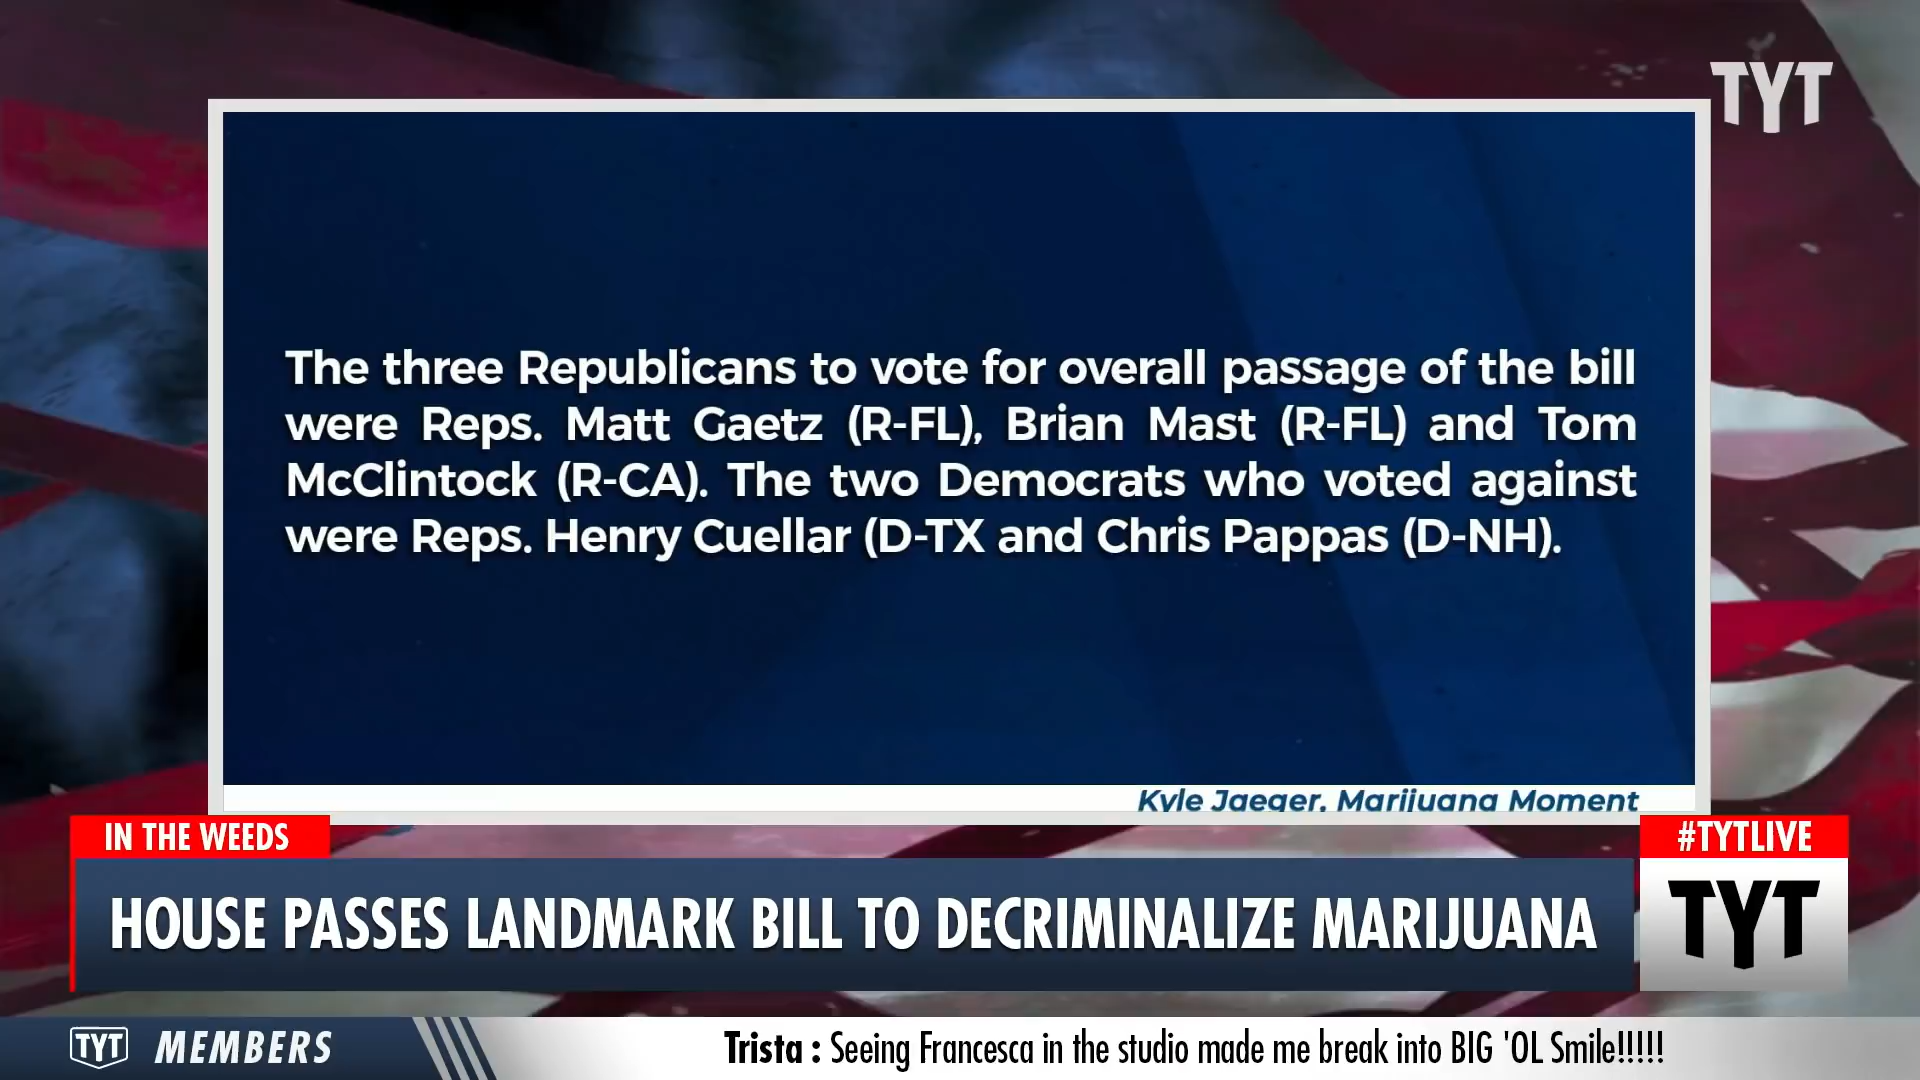 TYT
The three Republicans to vote for overall passage of the bill
were Reps. Matt Gaetz (R-FL), Brian Mast (R-FL) and Tom
McClintock (R-CA). The two Democrats who voted against
were Reps. Henry Cuellar (D-TX and Chris Pappas (D-NH).
Kyle Jaeger, Marijuana Moment
IN THE WEEDS
#TYTLIVE
HOUSE PASSES LANDMARK BILL TO DECRIMINALIZE MARIJUANA
TYT
TYT MEMBERS
Trista : Seeing Francesca in the studio made me break into BIG 'OL Smile!!!!!